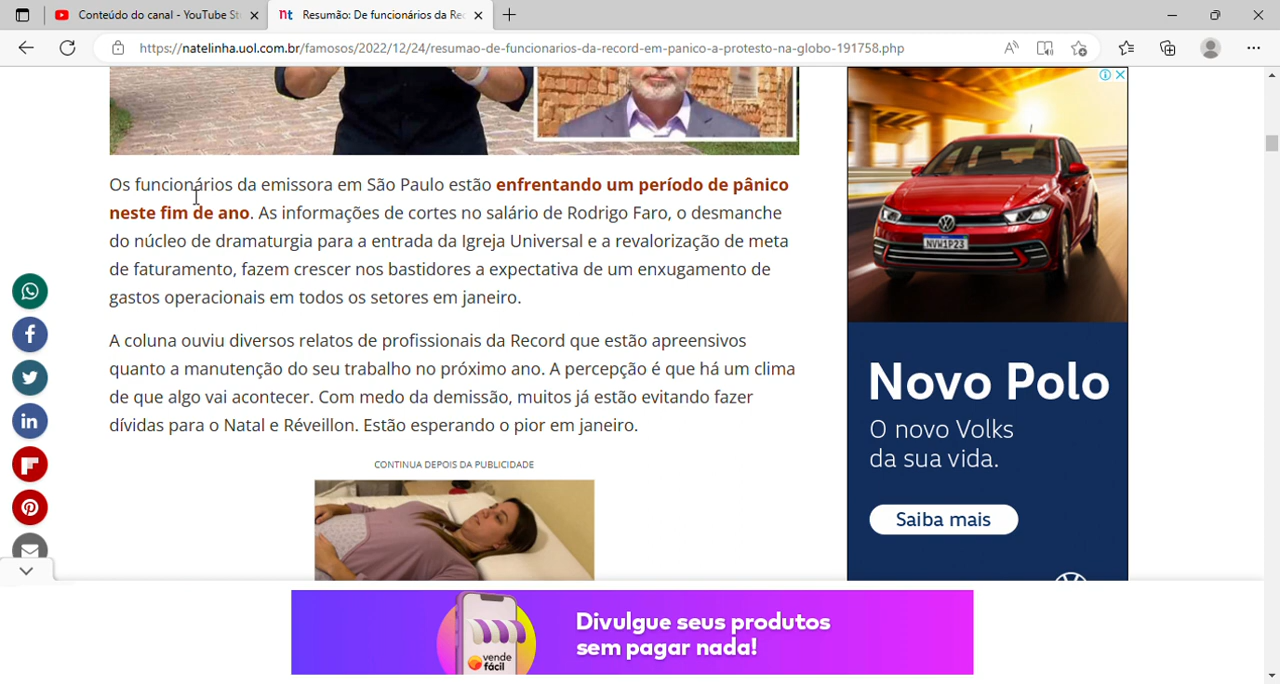 Conteúdo do canal - YouTube St
Resumão: De funcionários da Rec
https://natelinha.uol.com.br/famosos/2022/12/24/resumao-de-funcionarios-da-record-em-panico-a-protesto-na-globo-191758.php
Os funcionários da emissora em São Paulo estão enfrentando um período de pânico
neste fim de ano. As informações de cortes no salário de Rodrigo Faro, o desmanche
do núcleo de dramaturgia para a entrada da Igreja Universal e a revalorização de meta
de faturamento, fazem crescer nos bastidores a expectativa de um enxugamento de
gastos operacionais em todos os setores em janeiro.
A coluna ouviu diversos relatos de profissionais da Record que estão apreensivos
quanto a manutenção do seu trabalho no próximo ano. A percepção é que há um clima
de que algo vai acontecer. Com medo da demissão, muitos já estão evitando fazer
dívidas para o Natal e Réveillon. Estão esperando o pior em janeiro.
CONTINUA DEPOIS DA PUBLICIDADE
NVW1P23
Novo Polo
O novo Volks
da sua vida.
Saiba mais
vende
fácil
Divulgue seus produtos
sem pagar nada!